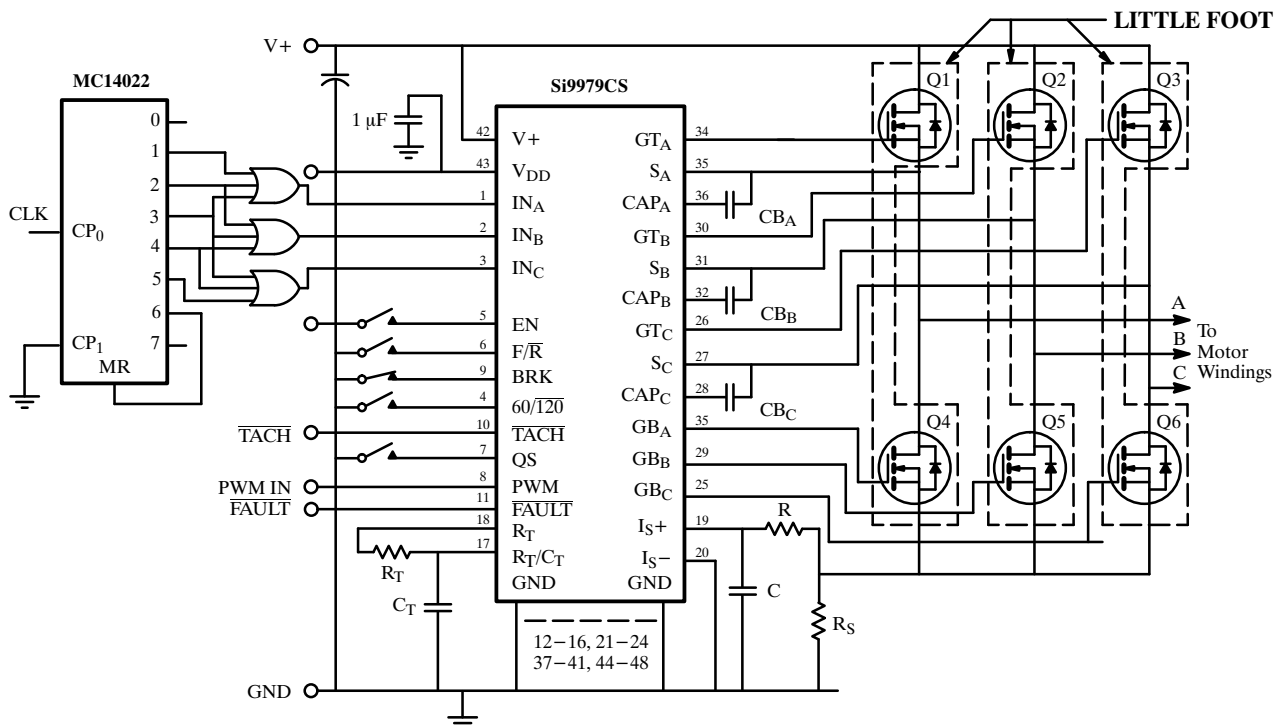 LITTLE FOOT
V+
MC14022
Si9979CS
Q1
Q2
Q3
0
1
2
3
4
5
6
7
CLK
CP0
CP1
MR
1 µF
42
V+
43
VDD
1
INA
2
INB
3
INC
5
EN
6
F/R̅
9
BRK
4
60/1̅2̅0̅
T̅A̅C̅H̅
10
T̅A̅C̅H̅
7
QS
PWM IN
8
PWM
F̅A̅U̅L̅T̅
11
F̅A̅U̅L̅T̅
18
RT
17
RT/CT
GND
RT
CT
GTA
34
SA
35
CAPA
36
CBA
GTB
30
SB
31
CAPB
32
CBB
GTC
26
SC
27
CAPC
28
CBC
GBA
35
GBB
29
GBC
25
IS+
19
IS−
20
GND
R
C
RS
A
B
C
To
Motor
Windings
Q4
Q5
Q6
12−16, 21−24
37−41, 44−48
GND